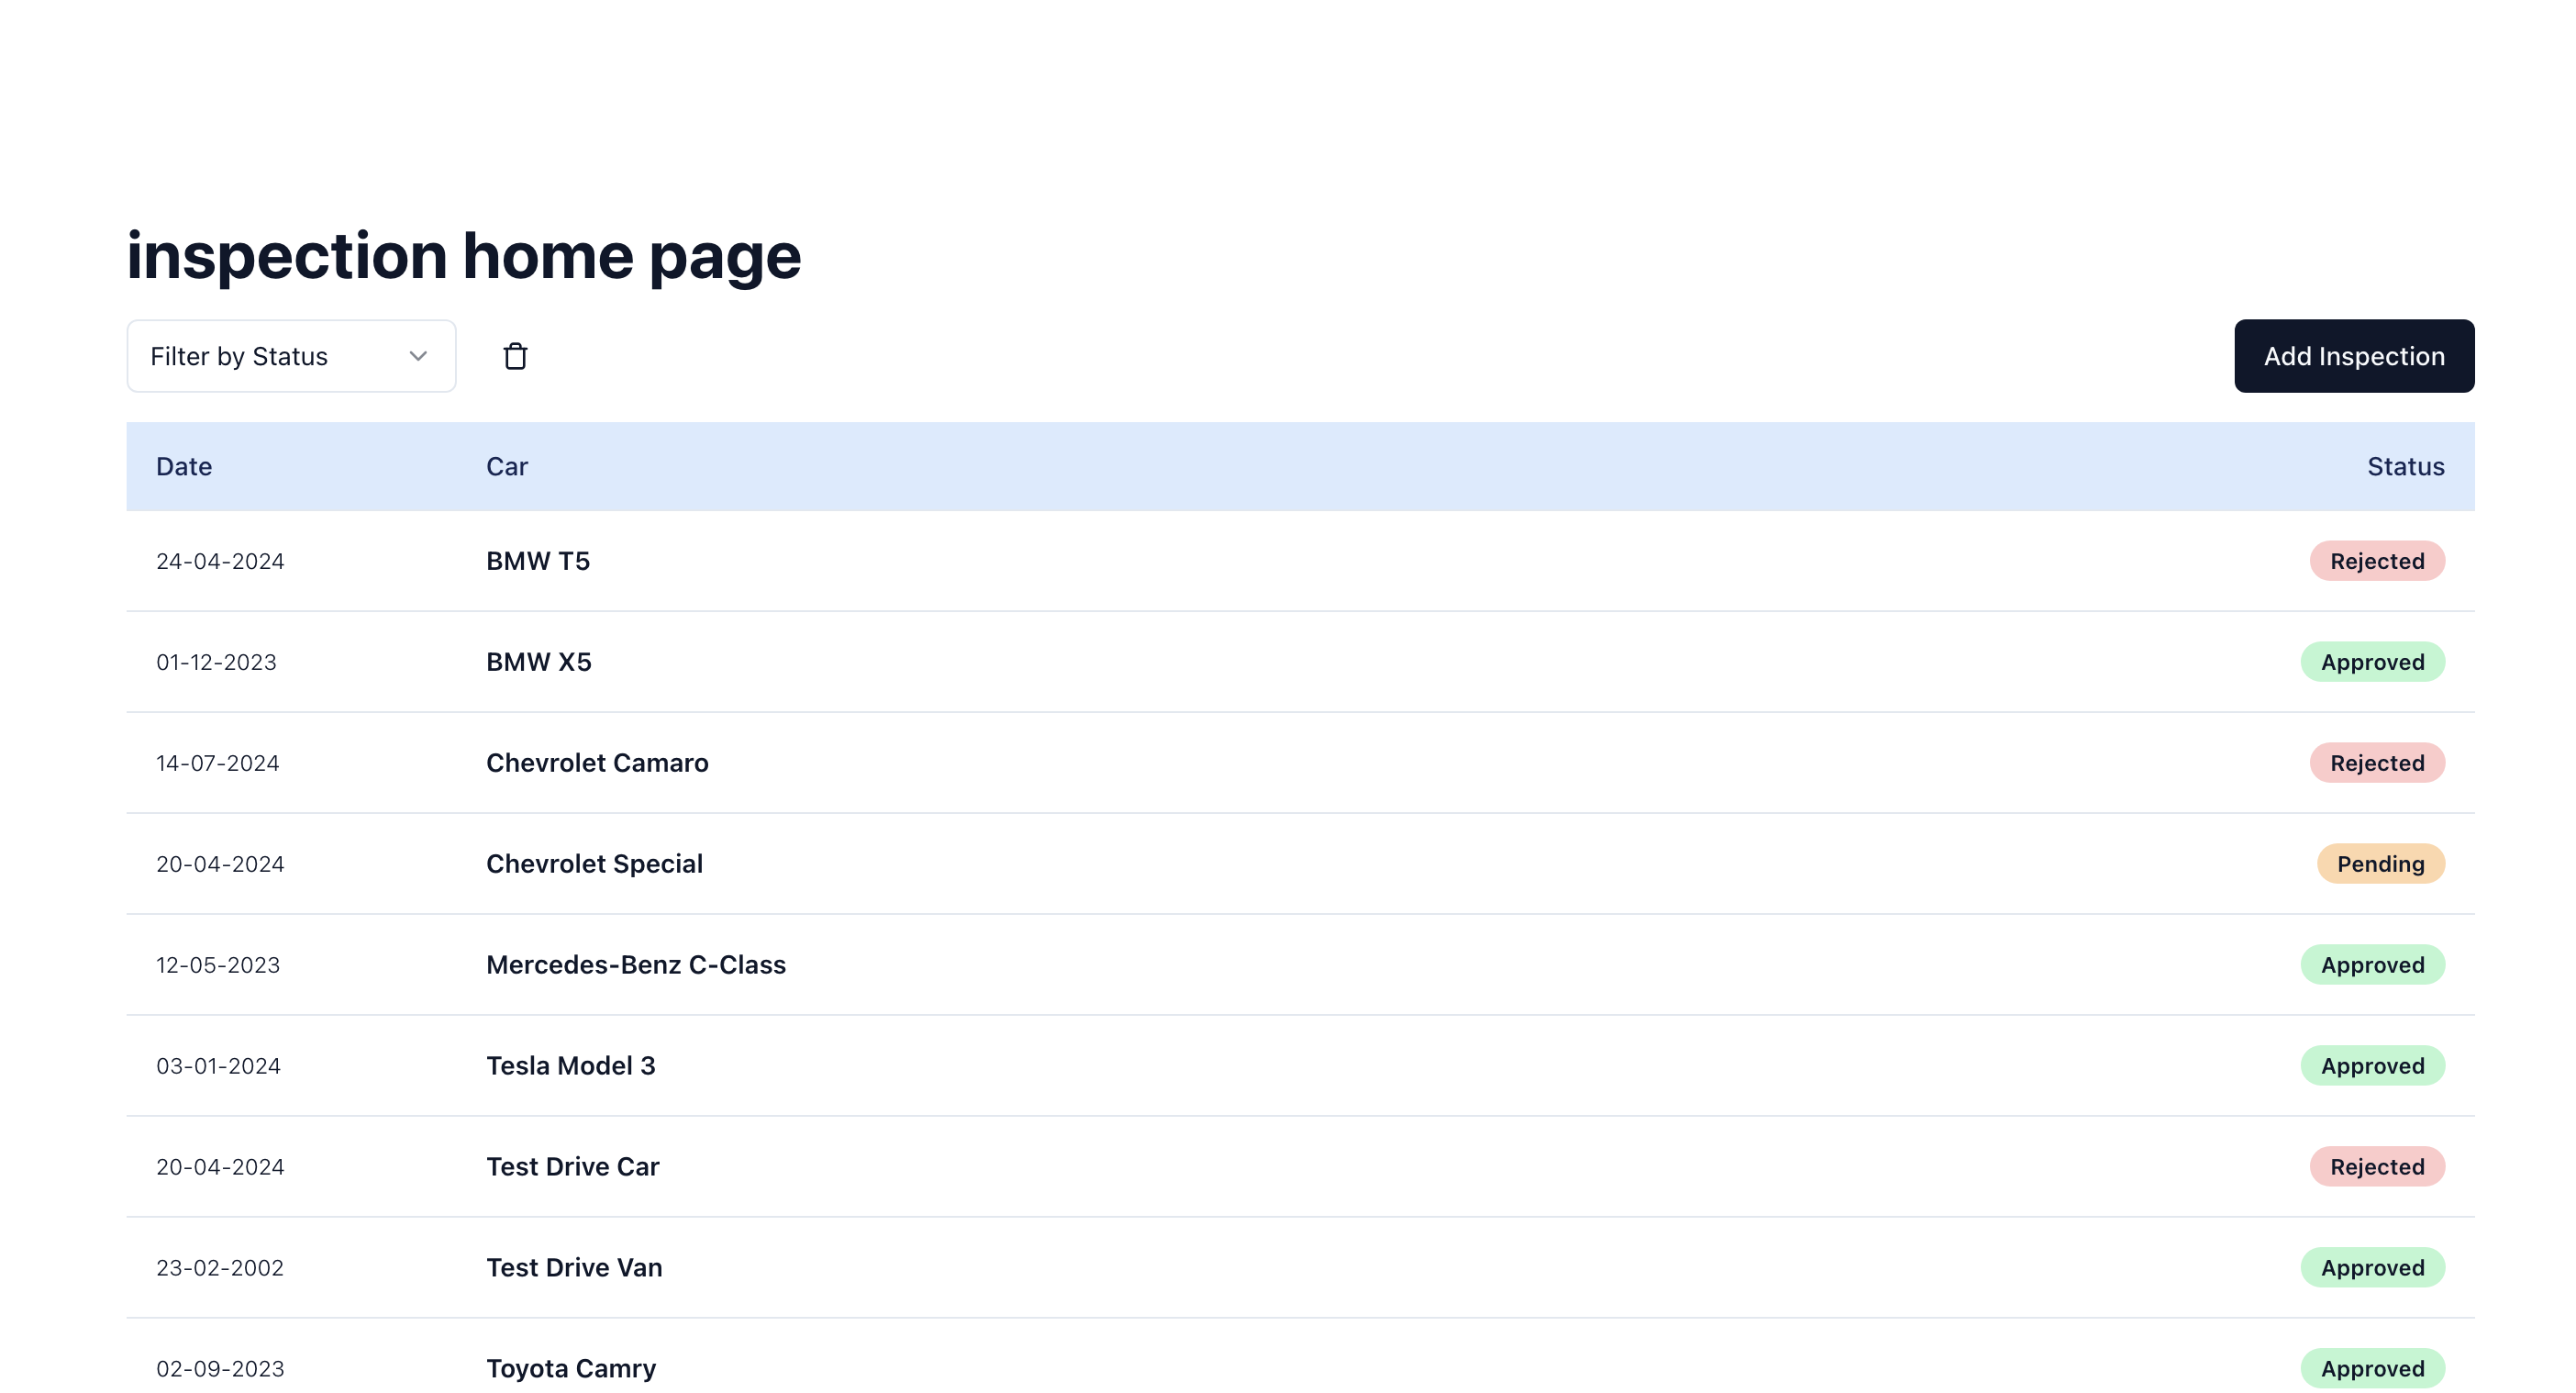 inspection home page
Filter by Status
Add Inspection
Date Car Status
24-04-2024 BMW T5 Rejected
01-12-2023 BMW X5 Approved
14-07-2024 Chevrolet Camaro Rejected
20-04-2024 Chevrolet Special Pending
12-05-2023 Mercedes-Benz C-Class Approved
03-01-2024 Tesla Model 3 Approved
20-04-2024 Test Drive Car Rejected
23-02-2002 Test Drive Van Approved
02-09-2023 Toyota Camry Approved